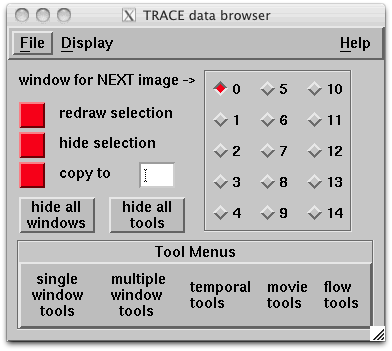 TRACE data browser
File Display Help
window for NEXT image ->
redraw selection
hide selection
copy to
0 5 10
1 6 11
2 7 12
3 8 13
4 9 14
hide all
windows
hide all
tools
Tool Menus
single
window
tools
multiple
window
tools
temporal
tools
movie
tools
flow
tools